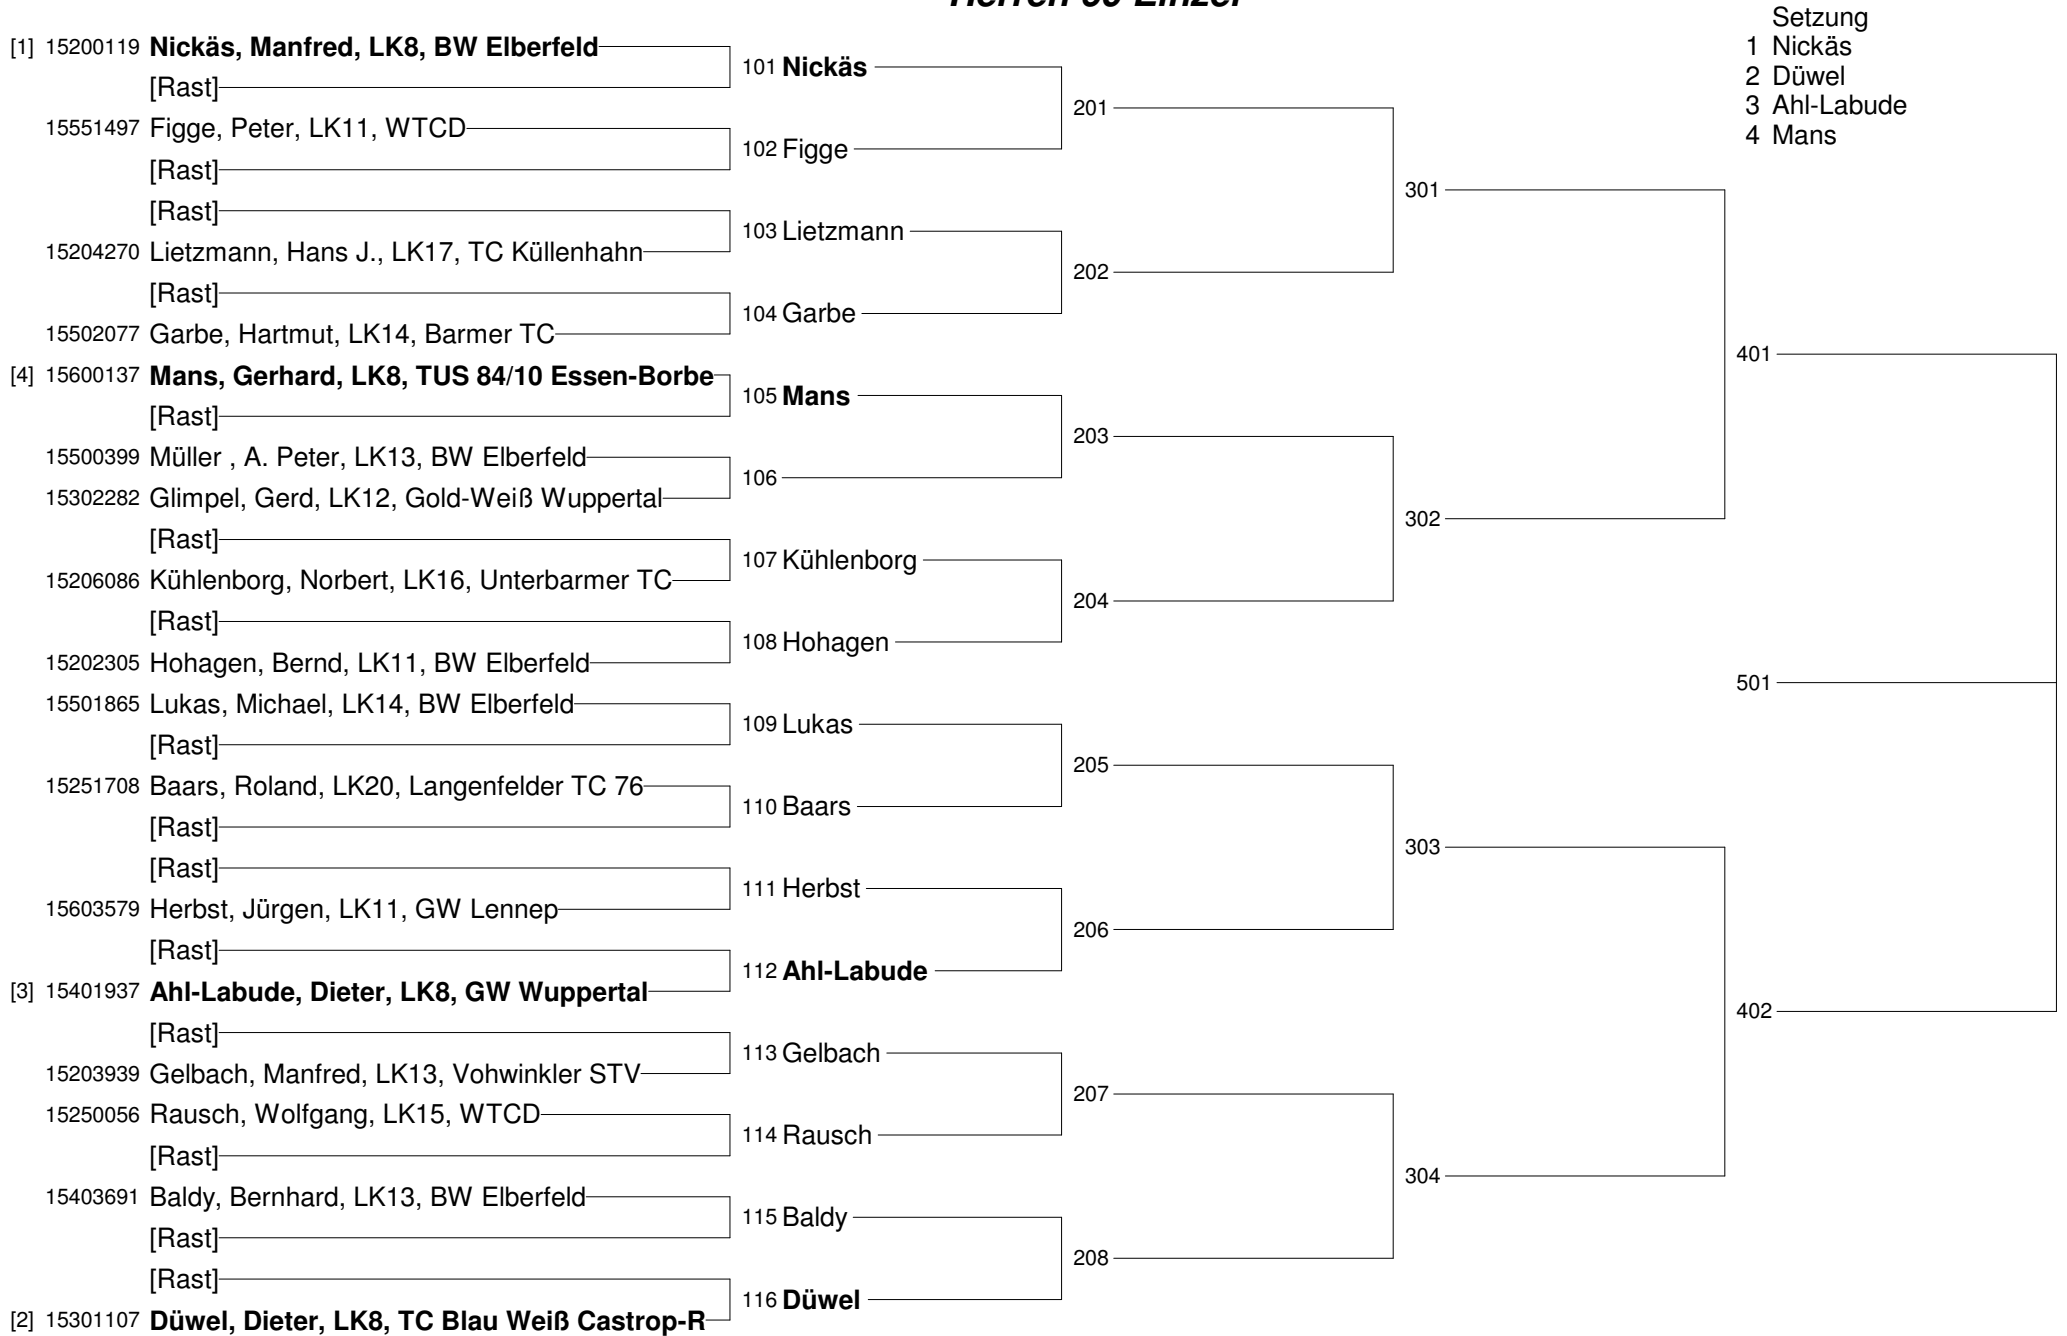 Einzel
Setzung
1 Nickäs
2 Düwel
3 Ahl-Labude
4 Mans
[1] 15200119 Nickäs, Manfred, LK8, BW Elberfeld
[Rast]
15551497 Figge, Peter, LK11, WTCD
[Rast]
[Rast]
15204270 Lietzmann, Hans J., LK17, TC Küllenhahn
[Rast]
15502077 Garbe, Hartmut, LK14, Barmer TC
[4] 15600137 Mans, Gerhard, LK8, TUS 84/10 Essen-Borbe
[Rast]
15500399 Müller , A. Peter, LK13, BW Elberfeld
15302282 Glimpel, Gerd, LK12, Gold-Weiß Wuppertal
[Rast]
15206086 Kühlenborg, Norbert, LK16, Unterbarmer TC
[Rast]
15202305 Hohagen, Bernd, LK11, BW Elberfeld
15501865 Lukas, Michael, LK14, BW Elberfeld
[Rast]
15251708 Baars, Roland, LK20, Langenfelder TC 76
[Rast]
[Rast]
15603579 Herbst, Jürgen, LK11, GW Lennep
[Rast]
[3] 15401937 Ahl-Labude, Dieter, LK8, GW Wuppertal
[Rast]
15203939 Gelbach, Manfred, LK13, Vohwinkler STV
15250056 Rausch, Wolfgang, LK15, WTCD
[Rast]
15403691 Baldy, Bernhard, LK13, BW Elberfeld
[Rast]
[Rast]
[2] 15301107 Düwel, Dieter, LK8, TC Blau Weiß Castrop-R
101 Nickäs
102 Figge
103 Lietzmann
104 Garbe
105 Mans
106
107 Kühlenborg
108 Hohagen
109 Lukas
110 Baars
111 Herbst
112 Ahl-Labude
113 Gelbach
114 Rausch
115 Baldy
116 Düwel
201
202
203
204
205
206
207
208
301
302
303
304
401
501
402